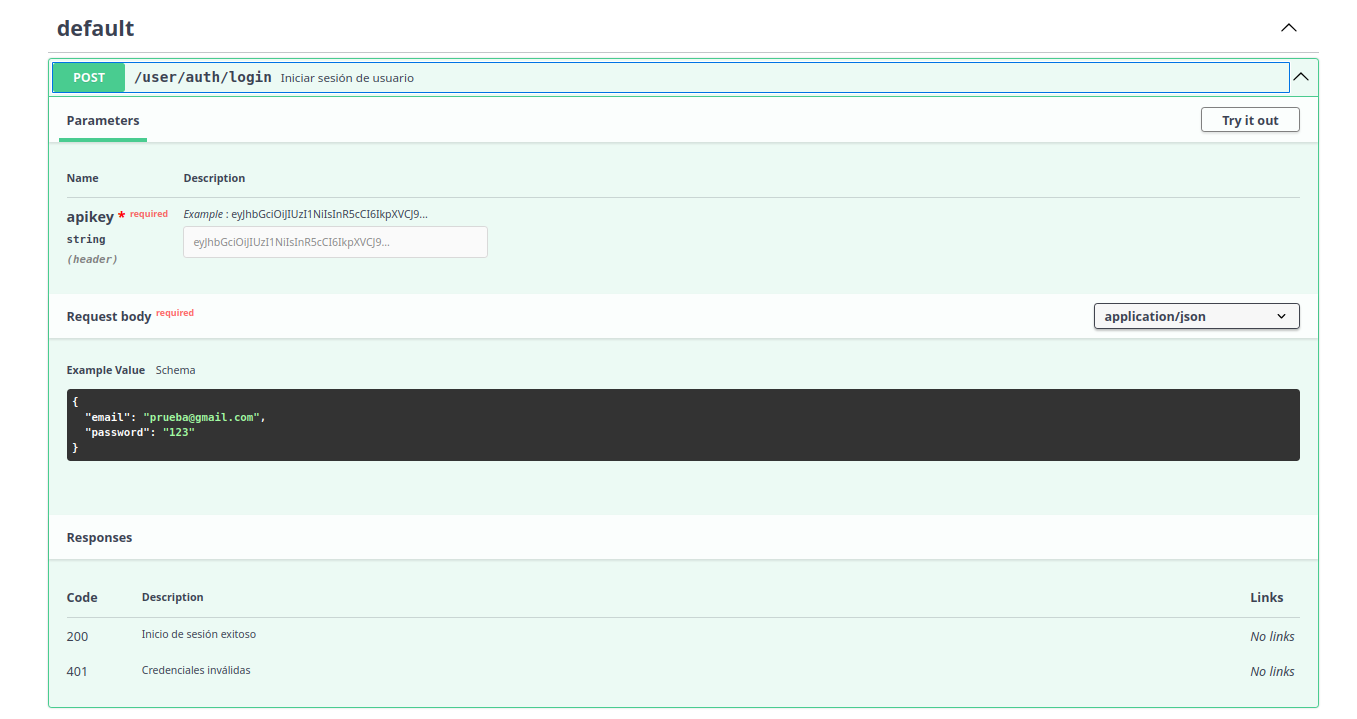 default
POST /user/auth/login Iniciar sesión de usuario
Parameters Try it out
Name Description
apikey * required Example : eyJhbGciOiJIUzI1NiIsInR5cCI6IkpXVCJ9...
string eyJhbGciOiJIUzI1NiIsInR5cCI6IkpXVCJ9...
(header)
Request body required application/json
Example Value Schema
{
"email": "prueba@gmail.com",
"password": "123"
}
Responses
Code Description Links
200 Inicio de sesión exitoso No links
401 Credenciales inválidas No links